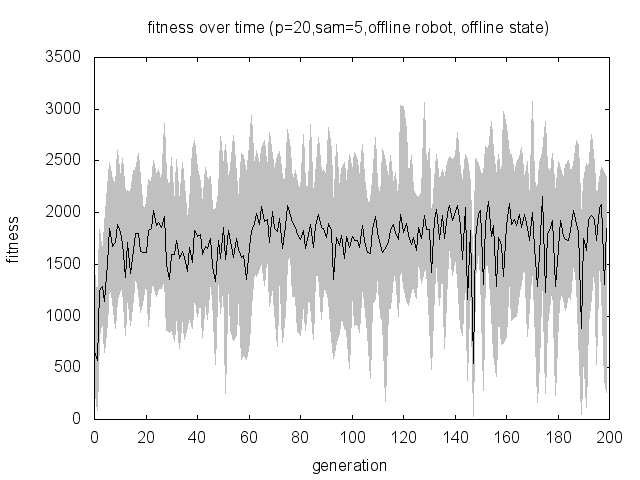 fitness over time (p=20,sam=5,offline robot, offline state)
3500
3000
2500
2000
1500
1000
500
0
fitness
0 20 40 60 80 100 120 140 160 180 200
generation